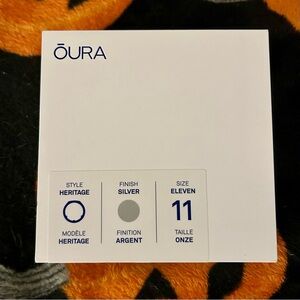 ŌURA
STYLE
HERITAGE
MODÈLE
HERITAGE
FINISH
SILVER
FINITION
ARGENT
SIZE
ELEVEN
11
TAILLE
ONZE